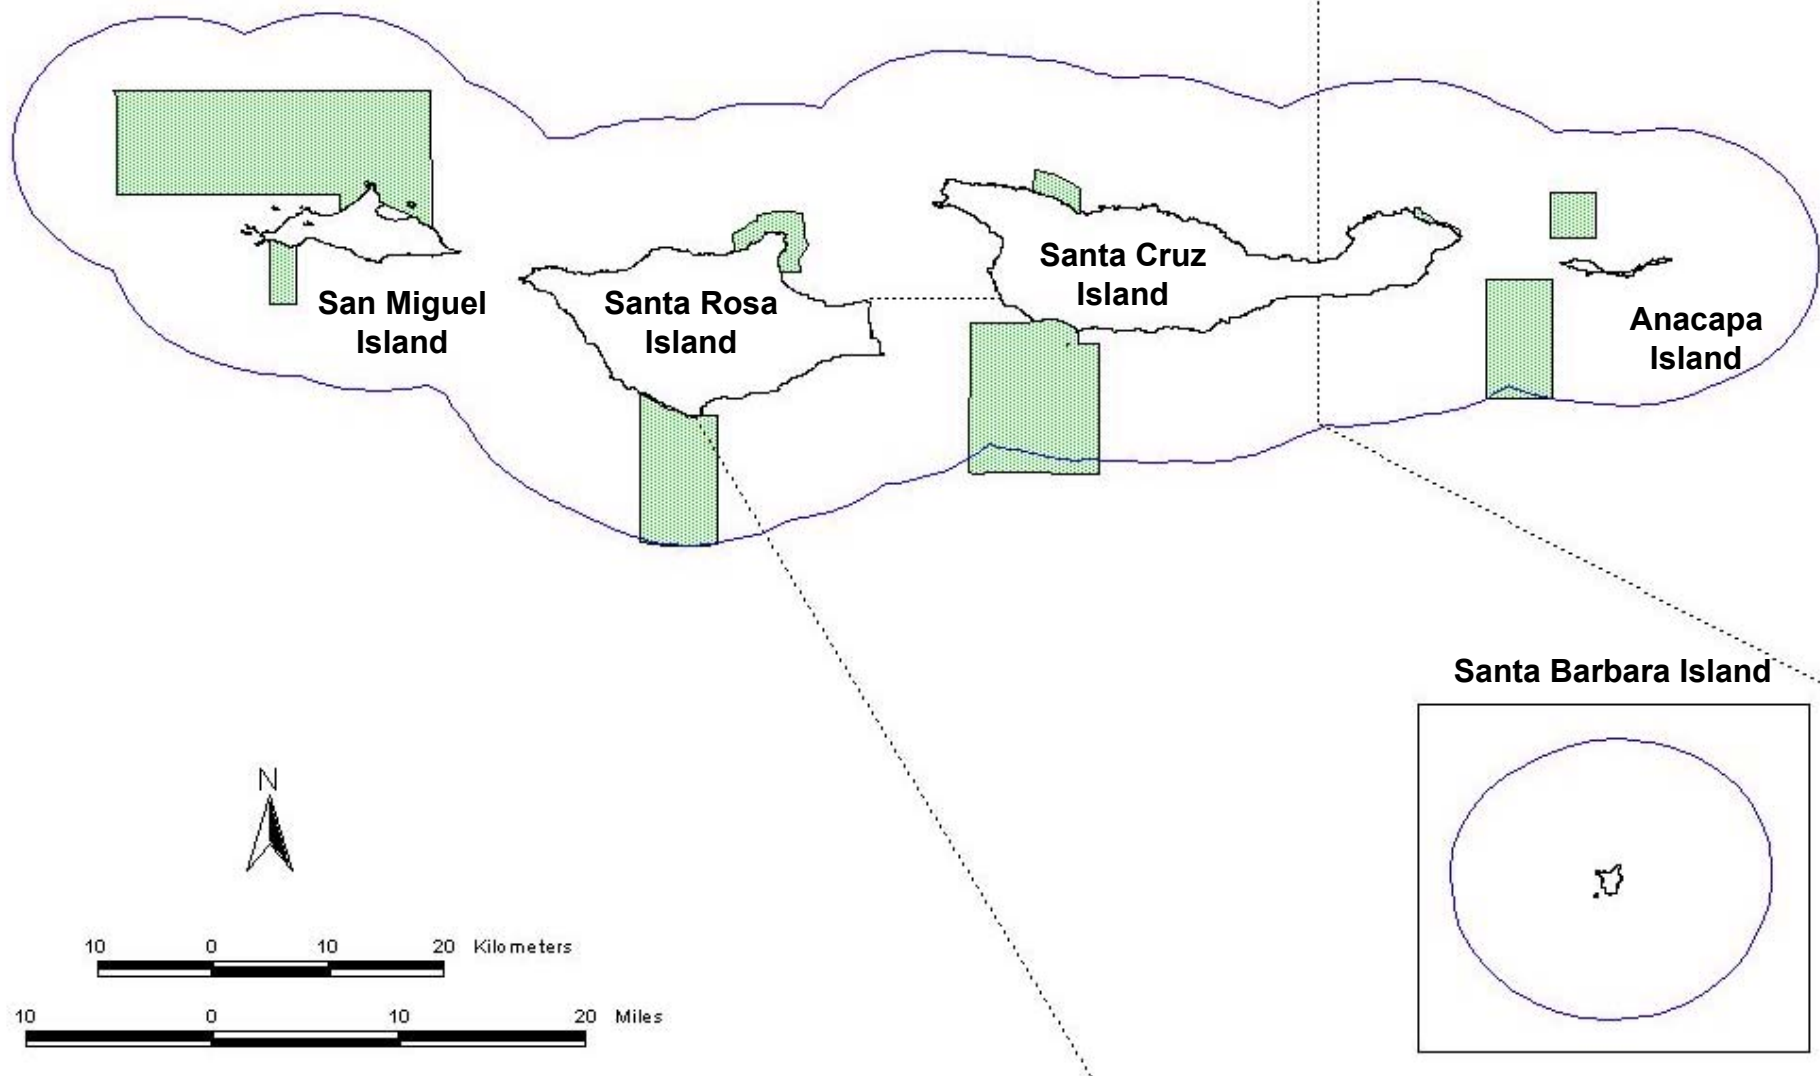 Santa Cruz
Island
San Miguel
Island
Santa Rosa
Island
Anacapa
Island
Santa Barbara Island
N
10 0 10 20 Kilometers
10 0 10 20 Miles